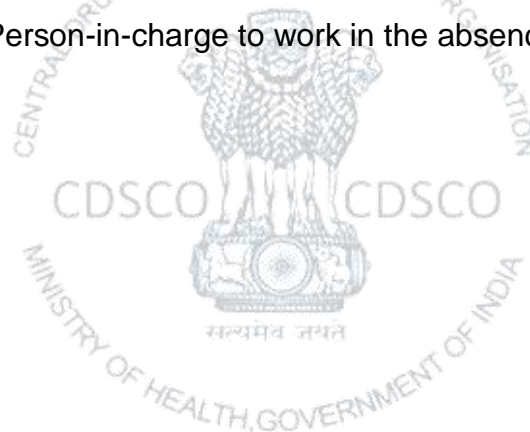 Person-in-charge to work in the absenc
CENTRAL
CDSCO CDSCO
सत्यमेव जयते
MINISTRY OF HEALTH,GOVERNMENT OF INDIA